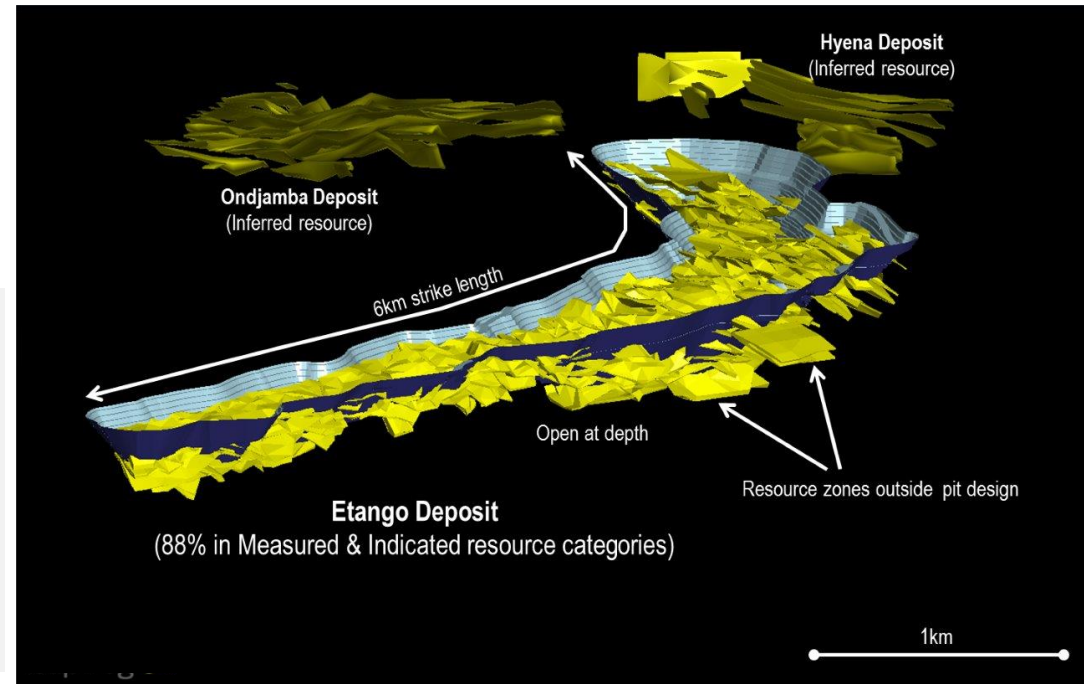 Hyena Deposit
(Inferred resource)
Ondjamba Deposit
(Inferred resource)
6km strike length
Open at depth
Resource zones outside pit design
Etango Deposit
(88% in Measured & Indicated resource categories)
1km